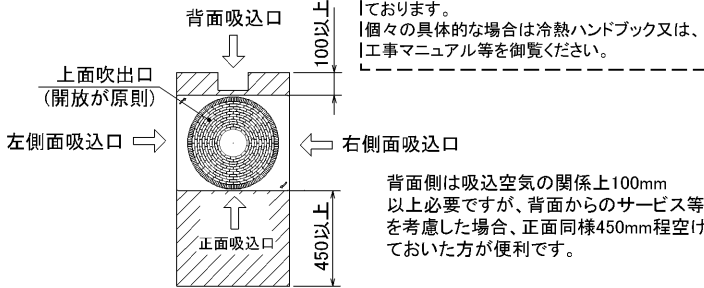 ております。
個々の具体的な場合は冷熱ハンドブック又は、
工事マニュアル等を御覧ください。
背面吸込口
100以上
上面吹出口
(開放が原則)
左側面吸込口
右側面吸込口
正面吸込口
450以上
背面側は吸込空気の関係上100mm
以上必要ですが、背面からのサービス等
を考慮した場合、正面同様450mm程空け
ておいた方が便利です。